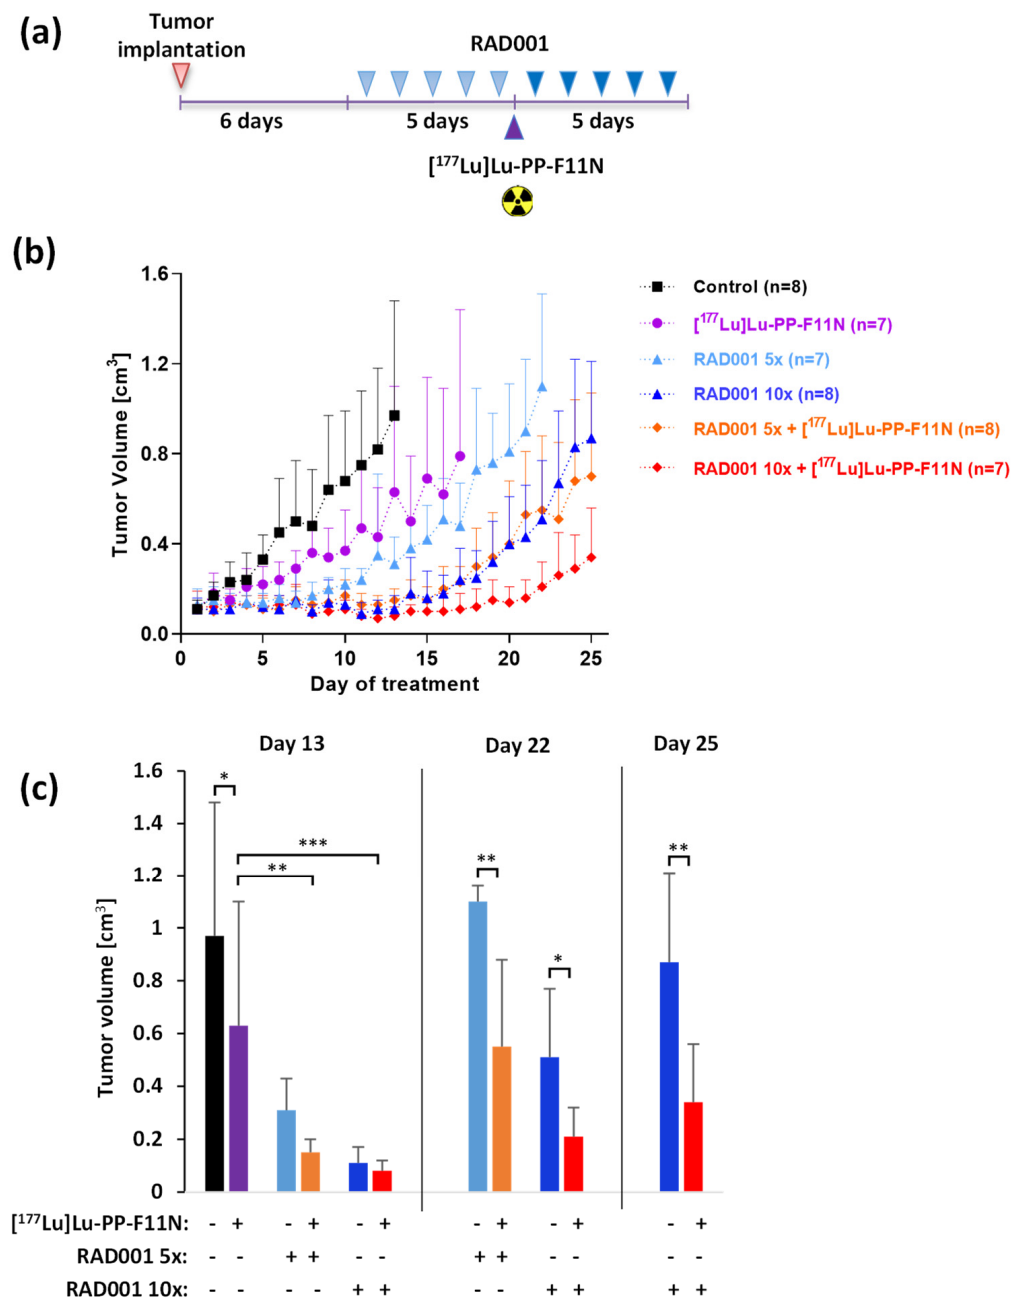 (a)
Tumor
implantation
RAD001
6 days
5 days
5 days
[¹⁷⁷Lu]Lu-PP-F11N
(b)
Tumor Volume [cm³]
1.6
1.2
0.8
0.4
0.0
0 5 10 15 20 25
Day of treatment
Control (n=8)
[¹⁷⁷Lu]Lu-PP-F11N (n=7)
RAD001 5x (n=7)
RAD001 10x (n=8)
RAD001 5x + [¹⁷⁷Lu]Lu-PP-F11N (n=8)
RAD001 10x + [¹⁷⁷Lu]Lu-PP-F11N (n=7)
(c)
Day 13 Day 22 Day 25
Tumor volume [cm³]
1.6
1.4
1.2
1
0.8
0.6
0.4
0.2
0
* *** ** ** * **
[¹⁷⁷Lu]Lu-PP-F11N: - + - + - + - + - + - +
RAD001 5x: - - + + - - + + - - - -
RAD001 10x: - - - - + + - - + + + +